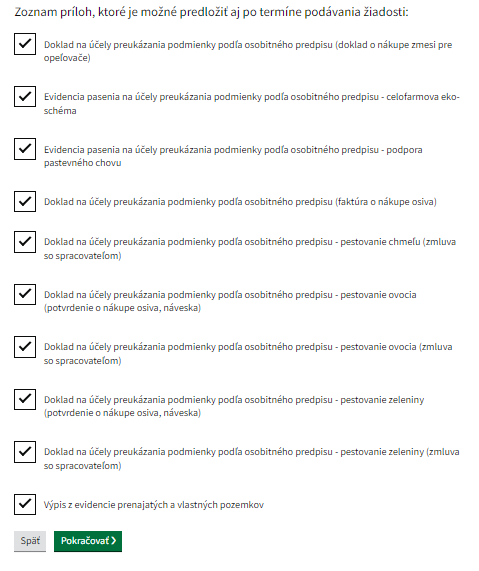 Zoznam príloh, ktoré je možné predložiť aj po termíne podávania žiadosti:
Doklad na účely preukázania podmienky podľa osobitného predpisu (doklad o nákupe zmesi pre
opeľovače)
Evidencia pasenia na účely preukázania podmienky podľa osobitného predpisu - celofarmova eko-
schéma
Evidencia pasenia na účely preukázania podmienky podľa osobitného predpisu - podpora
pastevného chovu
Doklad na účely preukázania podmienky podľa osobitného predpisu (faktúra o nákupe osiva)
Doklad na účely preukázania podmienky podľa osobitného predpisu - pestovanie chmeľu (zmluva
so spracovateľom)
Doklad na účely preukázania podmienky podľa osobitného predpisu - pestovanie ovocia
(potvrdenie o nákupe osiva, náveska)
Doklad na účely preukázania podmienky podľa osobitného predpisu - pestovanie ovocia (zmluva
so spracovateľom)
Doklad na účely preukázania podmienky podľa osobitného predpisu - pestovanie zeleniny
(potvrdenie o nákupe osiva, náveska)
Doklad na účely preukázania podmienky podľa osobitného predpisu - pestovanie zeleniny (zmluva
so spracovateľom)
Výpis z evidencie prenajatých a vlastných pozemkov
Späť Pokračovať